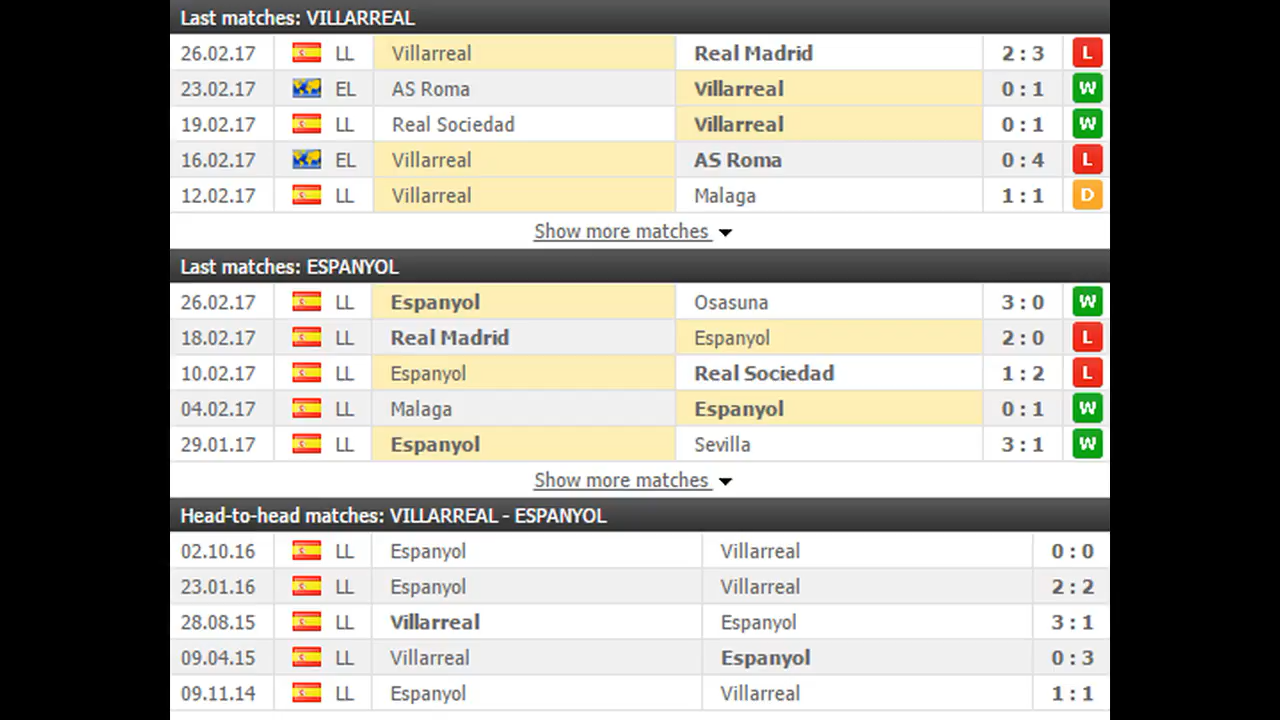 Last matches: VILLARREAL
26.02.17 LL Villarreal Real Madrid 2 : 3 L
23.02.17 EL AS Roma Villarreal 0 : 1 W
19.02.17 LL Real Sociedad Villarreal 0 : 1 W
16.02.17 EL Villarreal AS Roma 0 : 4 L
12.02.17 LL Villarreal Malaga 1 : 1 D
Show more matches
Last matches: ESPANYOL
26.02.17 LL Espanyol Osasuna 3 : 0 W
18.02.17 LL Real Madrid Espanyol 2 : 0 L
10.02.17 LL Espanyol Real Sociedad 1 : 2 L
04.02.17 LL Malaga Espanyol 0 : 1 W
29.01.17 LL Espanyol Sevilla 3 : 1 W
Show more matches
Head-to-head matches: VILLARREAL - ESPANYOL
02.10.16 LL Espanyol Villarreal 0 : 0
23.01.16 LL Espanyol Villarreal 2 : 2
28.08.15 LL Villarreal Espanyol 3 : 1
09.04.15 LL Villarreal Espanyol 0 : 3
09.11.14 LL Espanyol Villarreal 1 : 1